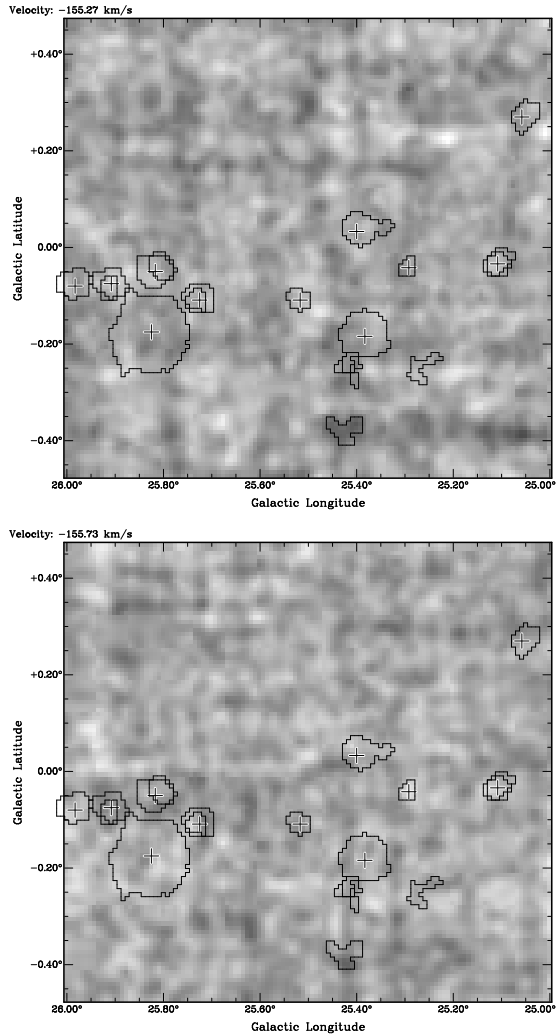 Velocity: −155.27 km/s
+0.40°
+0.20°
0.00°
−0.20°
−0.40°
Galactic Latitude
26.00° 25.80° 25.60° 25.40° 25.20° 25.00°
Galactic Longitude
Velocity: −155.73 km/s
+0.40°
+0.20°
0.00°
−0.20°
−0.40°
Galactic Latitude
26.00° 25.80° 25.60° 25.40° 25.20° 25.00°
Galactic Longitude